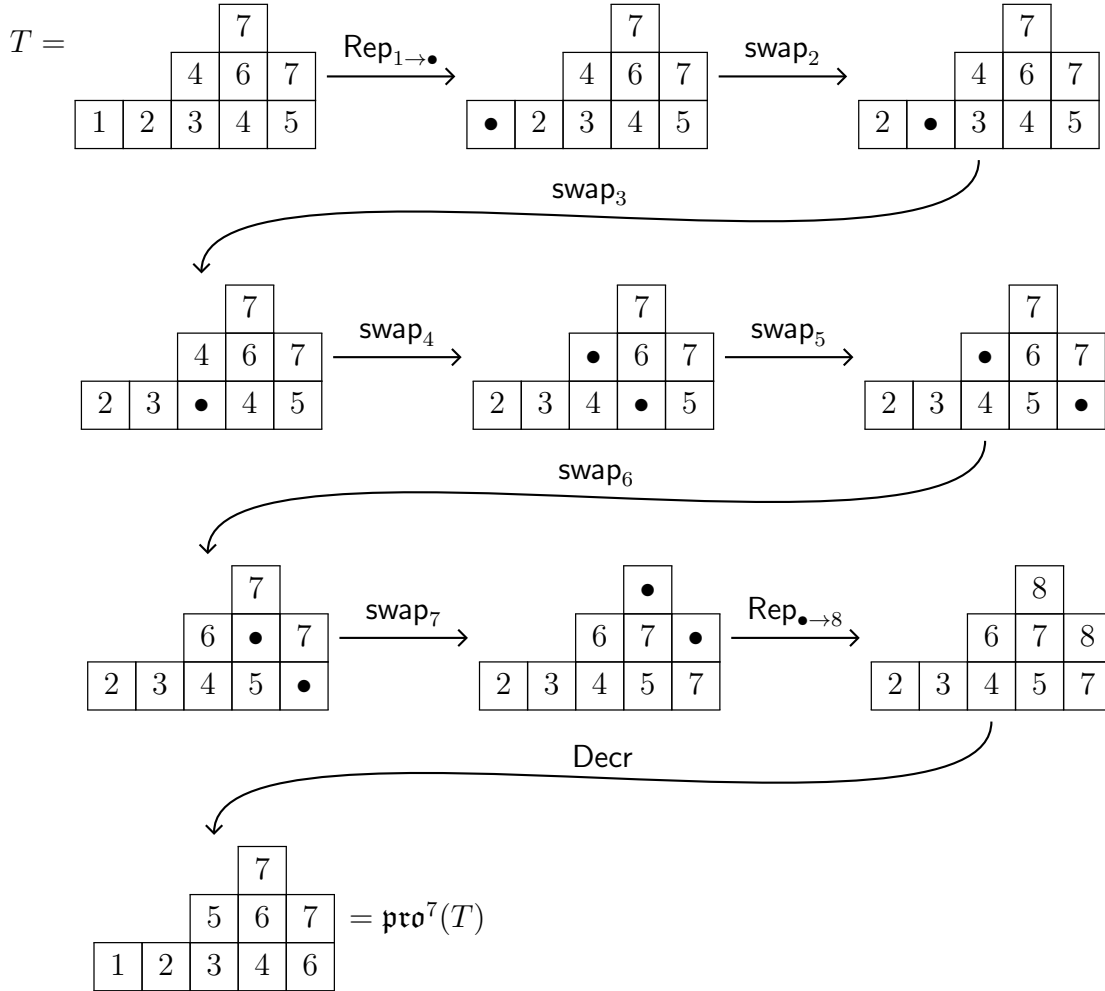 7
T = 4 6 7
1 2 3 4 5
Rep1→•
7
4 6 7
• 2 3 4 5
swap2
7
4 6 7
2 • 3 4 5
swap3
7
4 6 7
2 3 • 4 5
swap4
7
• 6 7
2 3 4 • 5
swap5
7
• 6 7
2 3 4 5 •
swap6
7
6 • 7
2 3 4 5 •
swap7
•
6 7 •
2 3 4 5 7
Rep•→8
8
6 7 8
2 3 4 5 7
Decr
7
5 6 7 = 𝔭𝔯𝔬⁷(T)
1 2 3 4 6